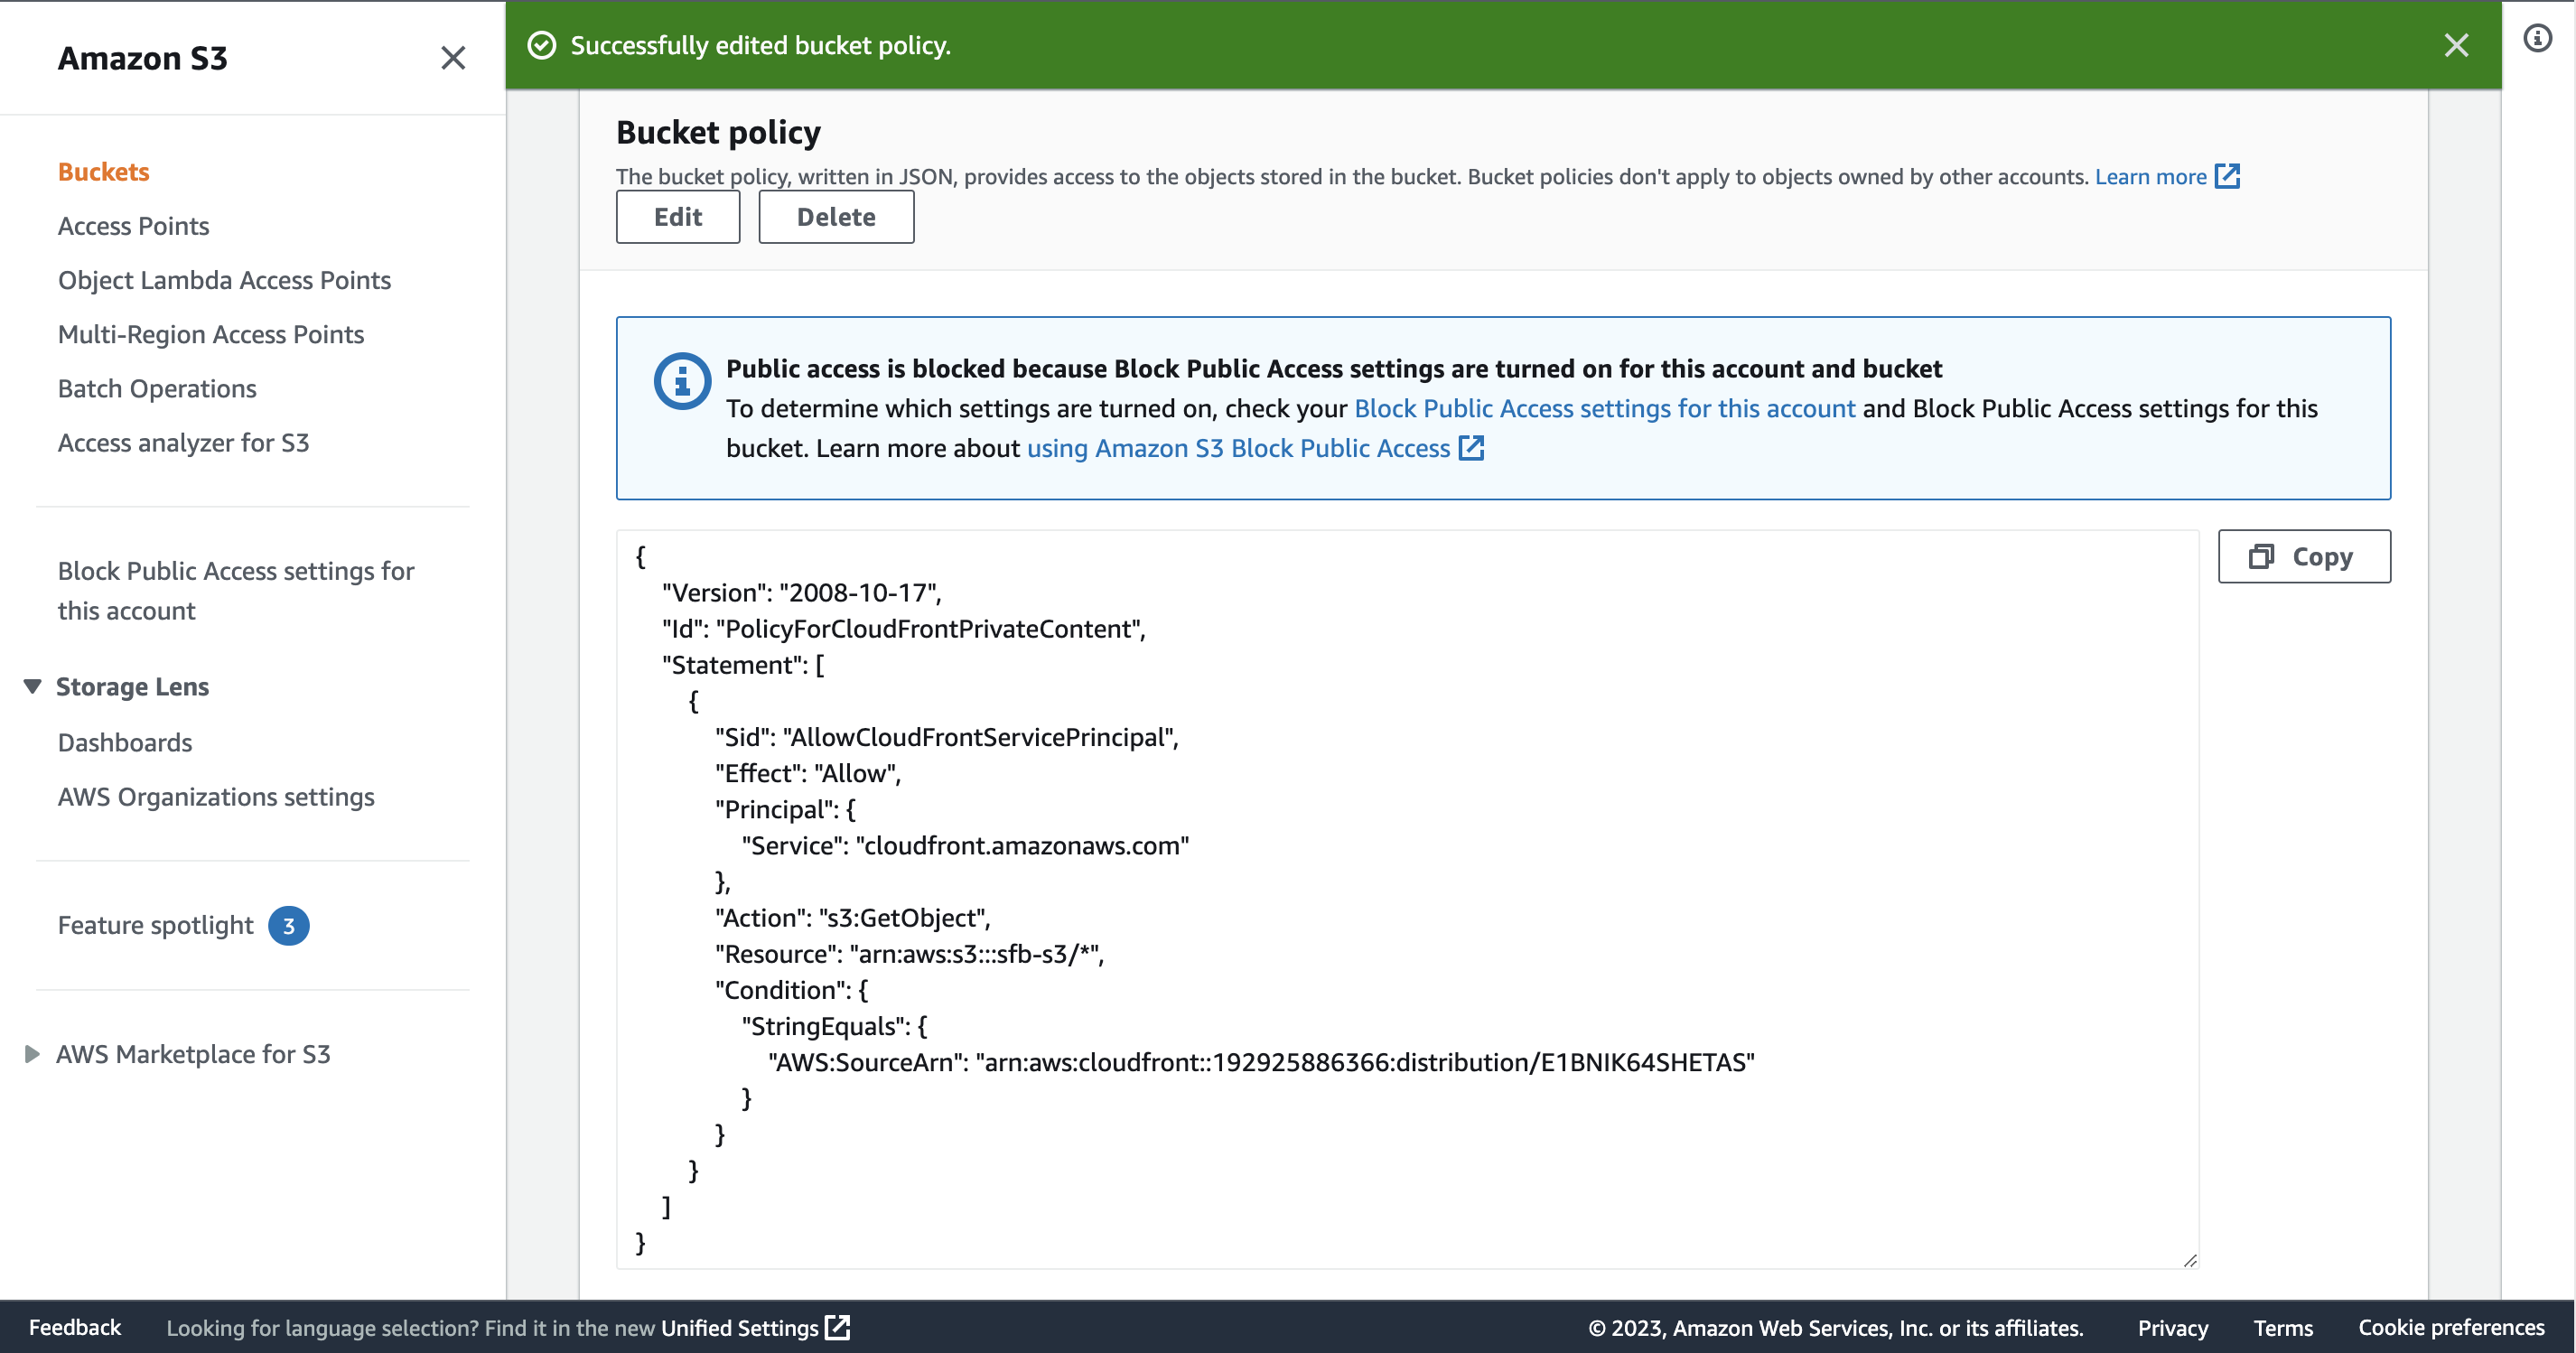 Amazon S3
Buckets
Access Points
Object Lambda Access Points
Multi-Region Access Points
Batch Operations
Access analyzer for S3
Block Public Access settings for
this account
Storage Lens
Dashboards
AWS Organizations settings
Feature spotlight 3
AWS Marketplace for S3
Successfully edited bucket policy.
Bucket policy
The bucket policy, written in JSON, provides access to the objects stored in the bucket. Bucket policies don't apply to objects owned by other accounts. Learn more
Edit Delete
Public access is blocked because Block Public Access settings are turned on for this account and bucket
To determine which settings are turned on, check your Block Public Access settings for this account and Block Public Access settings for this
bucket. Learn more about using Amazon S3 Block Public Access
Copy
{
"Version": "2008-10-17",
"Id": "PolicyForCloudFrontPrivateContent",
"Statement": [
{
"Sid": "AllowCloudFrontServicePrincipal",
"Effect": "Allow",
"Principal": {
"Service": "cloudfront.amazonaws.com"
},
"Action": "s3:GetObject",
"Resource": "arn:aws:s3:::sfb-s3/*",
"Condition": {
"StringEquals": {
"AWS:SourceArn": "arn:aws:cloudfront::192925886366:distribution/E1BNIK64SHETAS"
}
}
}
]
}
Feedback Looking for language selection? Find it in the new Unified Settings © 2023, Amazon Web Services, Inc. or its affiliates. Privacy Terms Cookie preferences